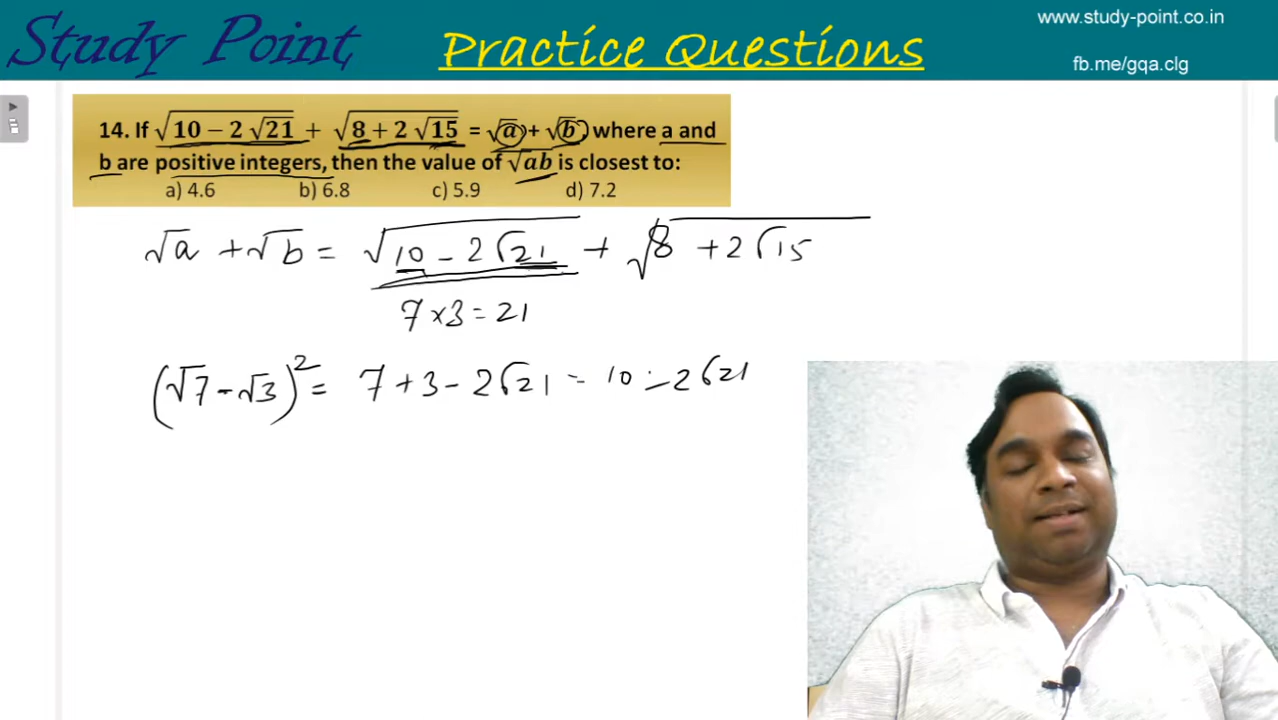 Study Point
Practice Questions
www.study-point.co.in
fb.me/gqa.clg
14. If √(10 − 2√21) + √(8 + 2√15) = √a + √b where a and
b are positive integers, then the value of √ab is closest to:
a) 4.6 b) 6.8 c) 5.9 d) 7.2
√a + √b = √(10 − 2√21) + √(8 + 2√15)
7 × 3 = 21
(√7 − √3)² = 7 + 3 − 2√21 = 10 − 2√21